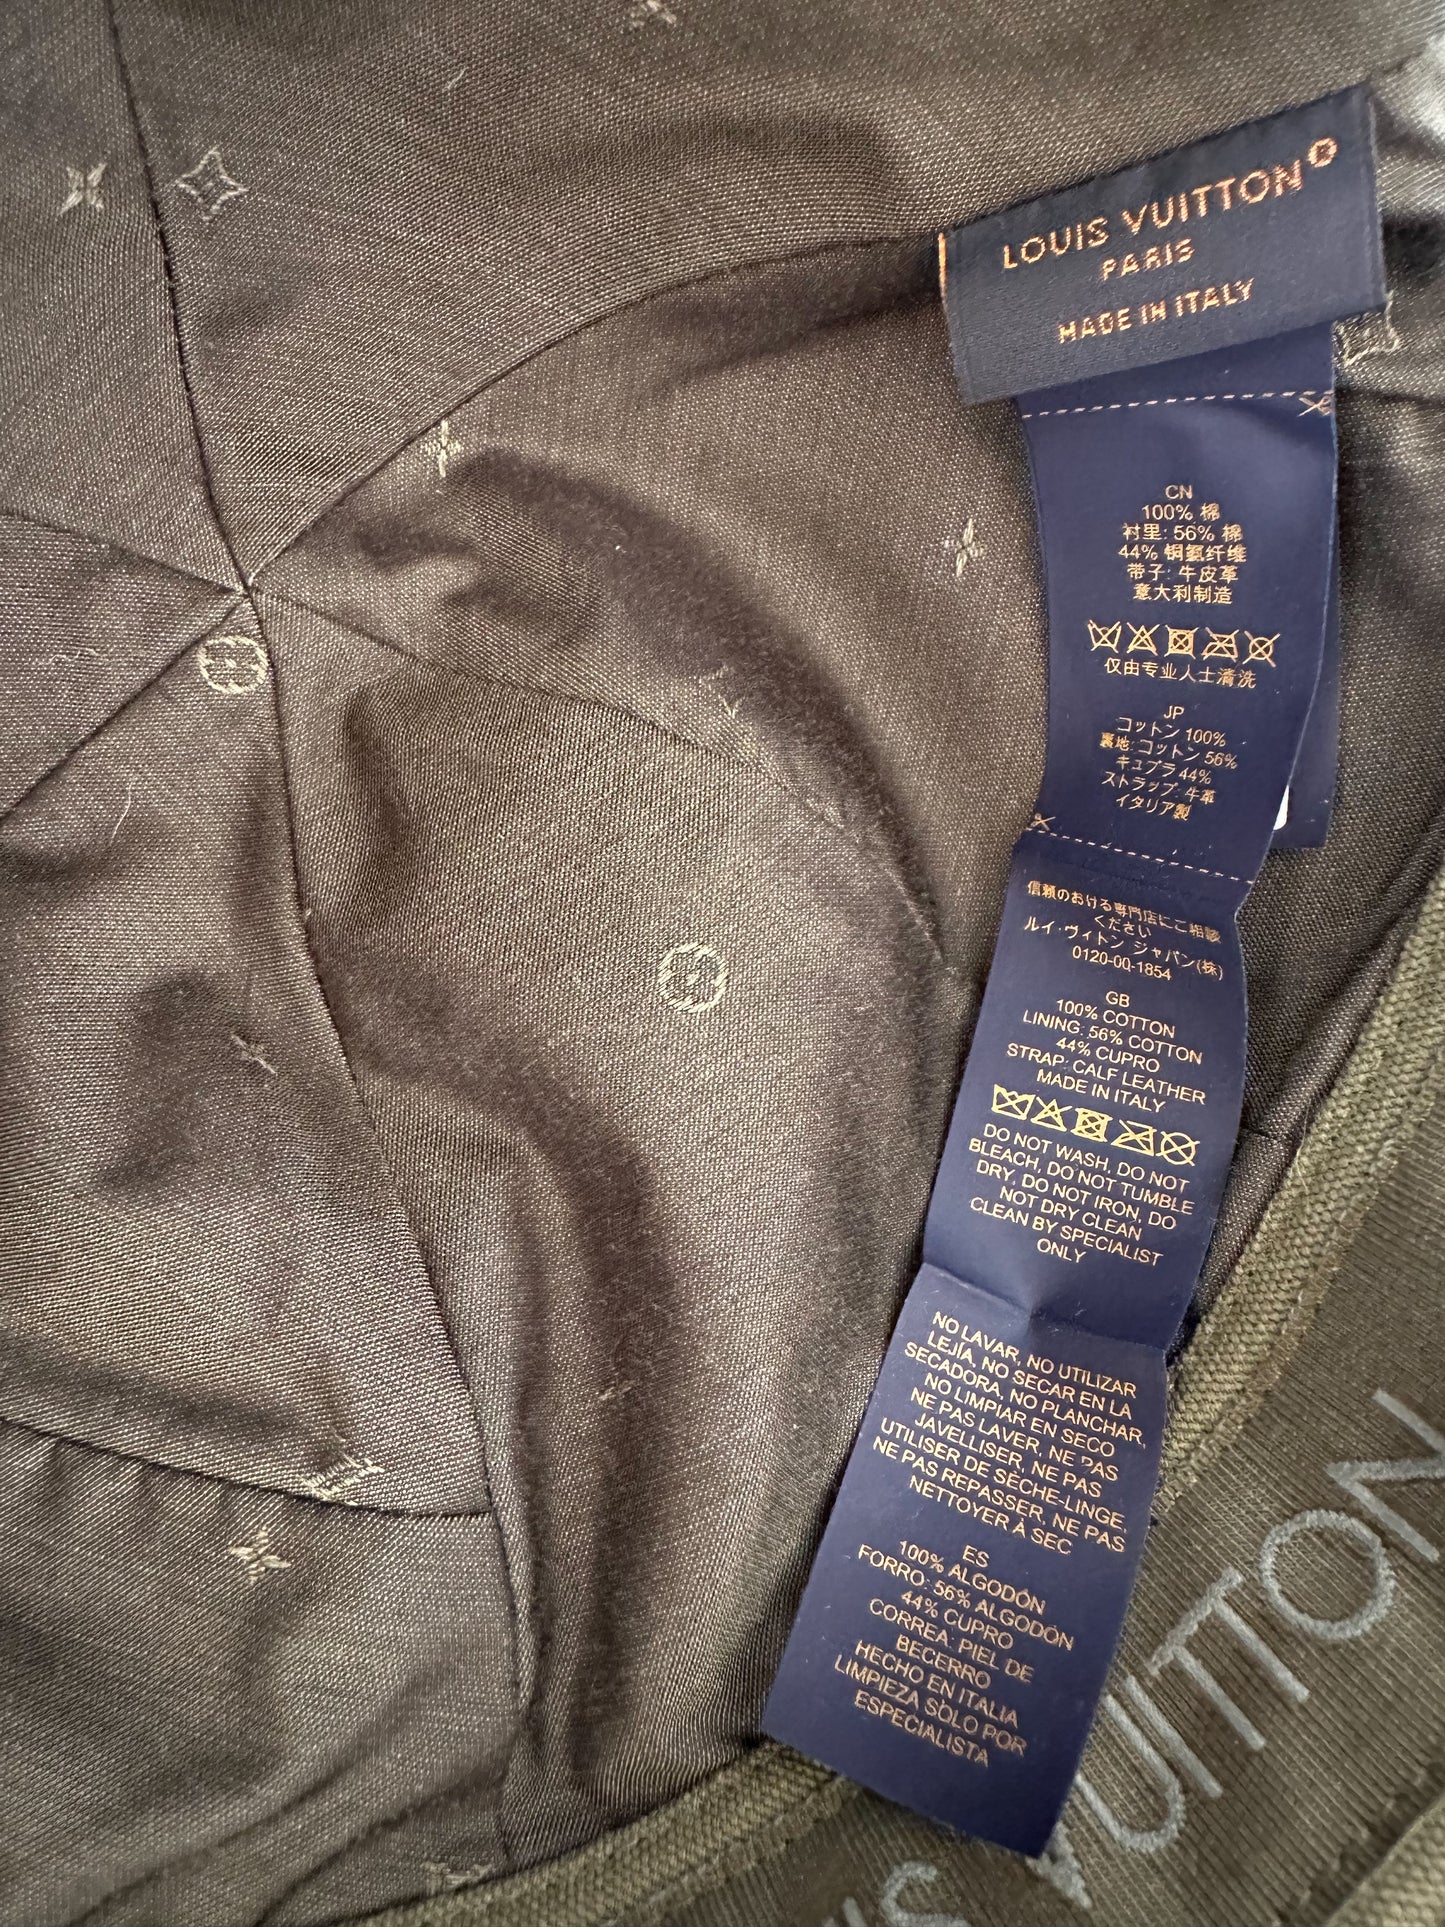 LOUIS VUITTON®
PARIS
MADE IN ITALY
CN
100% 棉
衬里: 56% 棉
44% 铜氨纤维
带子: 牛皮革
意大利制造
仅由专业人士清洗
JP
コットン 100%
裏地: コットン 56%
キュプラ 44%
ストラップ: 牛革
イタリア製
信頼のおける専門店にご相談
ください
ルイ・ヴィトン ジャパン(株)
0120-00-1854
GB
100% COTTON
LINING: 56% COTTON
44% CUPRO
STRAP: CALF LEATHER
MADE IN ITALY
DO NOT WASH, DO NOT
BLEACH, DO NOT TUMBLE
DRY, DO NOT IRON, DO
NOT DRY CLEAN
CLEAN BY SPECIALIST
ONLY
NO LAVAR, NO UTILIZAR
LEJÍA, NO SECAR EN LA
SECADORA, NO PLANCHAR,
NO LIMPIAR EN SECO
NE PAS LAVER, NE PAS
JAVELLISER, NE PAS
UTILISER DE SÈCHE-LINGE,
NE PAS REPASSER, NE PAS
NETTOYER À SEC
ES
100% ALGODÓN
FORRO: 56% ALGODÓN
44% CUPRO
CORREA: PIEL DE
BECERRO
HECHO EN ITALIA
LIMPIEZA SÓLO POR
ESPECIALISTA
VUITTON